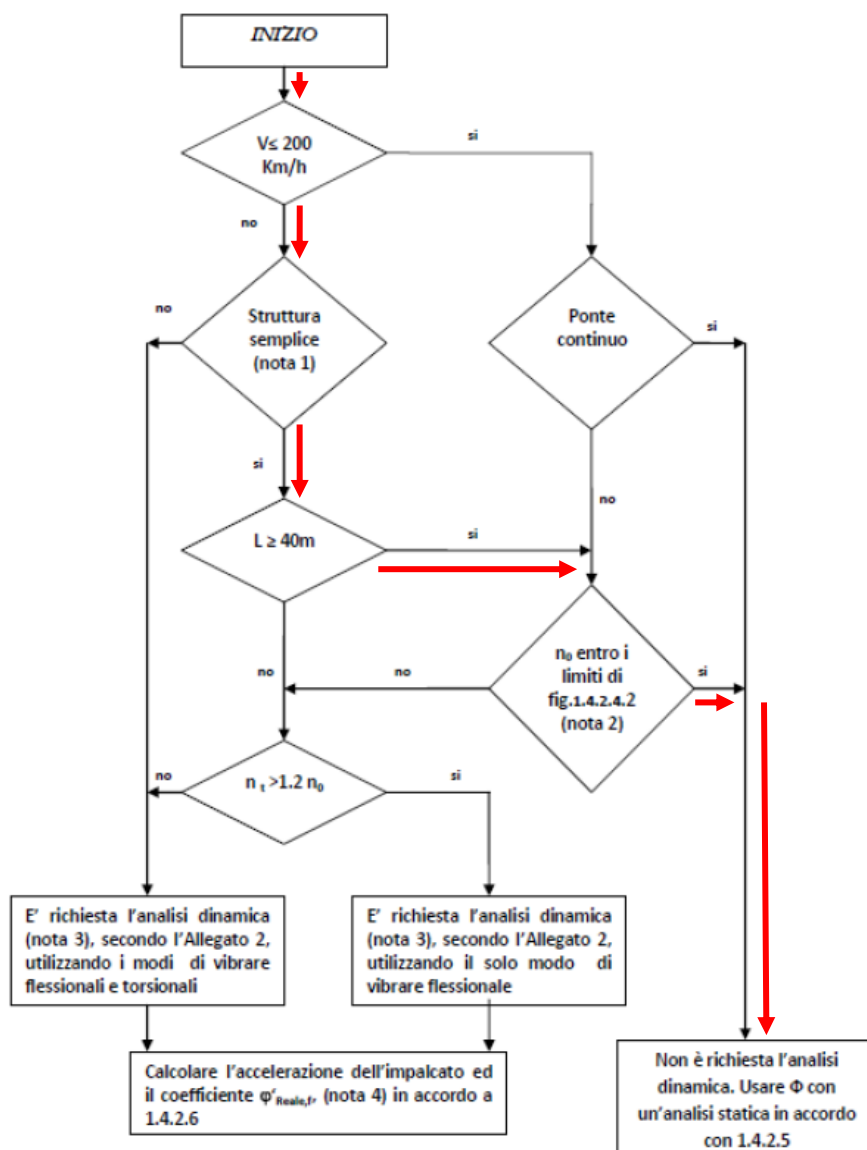 INIZIO
V≤ 200
Km/h
si
no
no
Struttura
semplice
(nota 1)
Ponte
continuo
si
si
no
L ≥ 40m
si
no
no
n₀ entro i
limiti di
fig.1.4.2.4.2
(nota 2)
si
no
n t >1.2 n₀
si
E' richiesta l'analisi dinamica
(nota 3), secondo l'Allegato 2,
utilizzando i modi di vibrare
flessionali e torsionali
E' richiesta l'analisi dinamica
(nota 3), secondo l'Allegato 2,
utilizzando il solo modo di
vibrare flessionale
Calcolare l'accelerazione dell'impalcato ed
il coefficiente φ'Reale,f, (nota 4) in accordo a
1.4.2.6
Non è richiesta l'analisi
dinamica. Usare Φ con
un'analisi statica in accordo
con 1.4.2.5